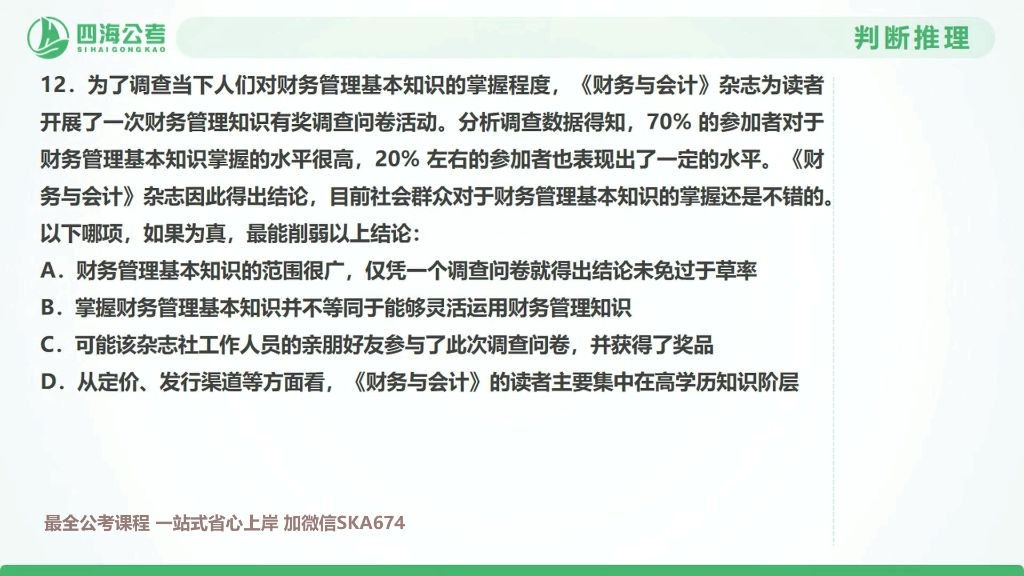 四海公考
SIHAIGONGKAO
判断推理
12．为了调查当下人们对财务管理基本知识的掌握程度，《财务与会计》杂志为读者
开展了一次财务管理知识有奖调查问卷活动。分析调查数据得知，70% 的参加者对于
财务管理基本知识掌握的水平很高，20% 左右的参加者也表现出了一定的水平。《财
务与会计》杂志因此得出结论，目前社会群众对于财务管理基本知识的掌握还是不错的。
以下哪项，如果为真，最能削弱以上结论：
A．财务管理基本知识的范围很广，仅凭一个调查问卷就得出结论未免过于草率
B．掌握财务管理基本知识并不等同于能够灵活运用财务管理知识
C．可能该杂志社工作人员的亲朋好友参与了此次调查问卷，并获得了奖品
D．从定价、发行渠道等方面看，《财务与会计》的读者主要集中在高学历知识阶层
最全公考课程 一站式省心上岸 加微信SKA674